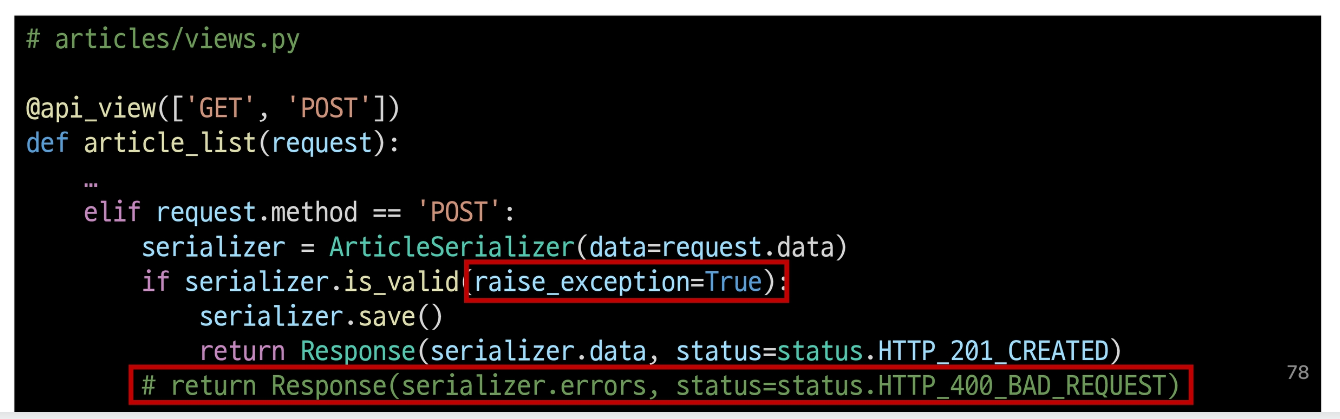 # articles/views.py
@api_view(['GET', 'POST'])
def article_list(request):
…
elif request.method == 'POST':
serializer = ArticleSerializer(data=request.data)
if serializer.is_valid(raise_exception=True):
serializer.save()
return Response(serializer.data, status=status.HTTP_201_CREATED)
# return Response(serializer.errors, status=status.HTTP_400_BAD_REQUEST)
78